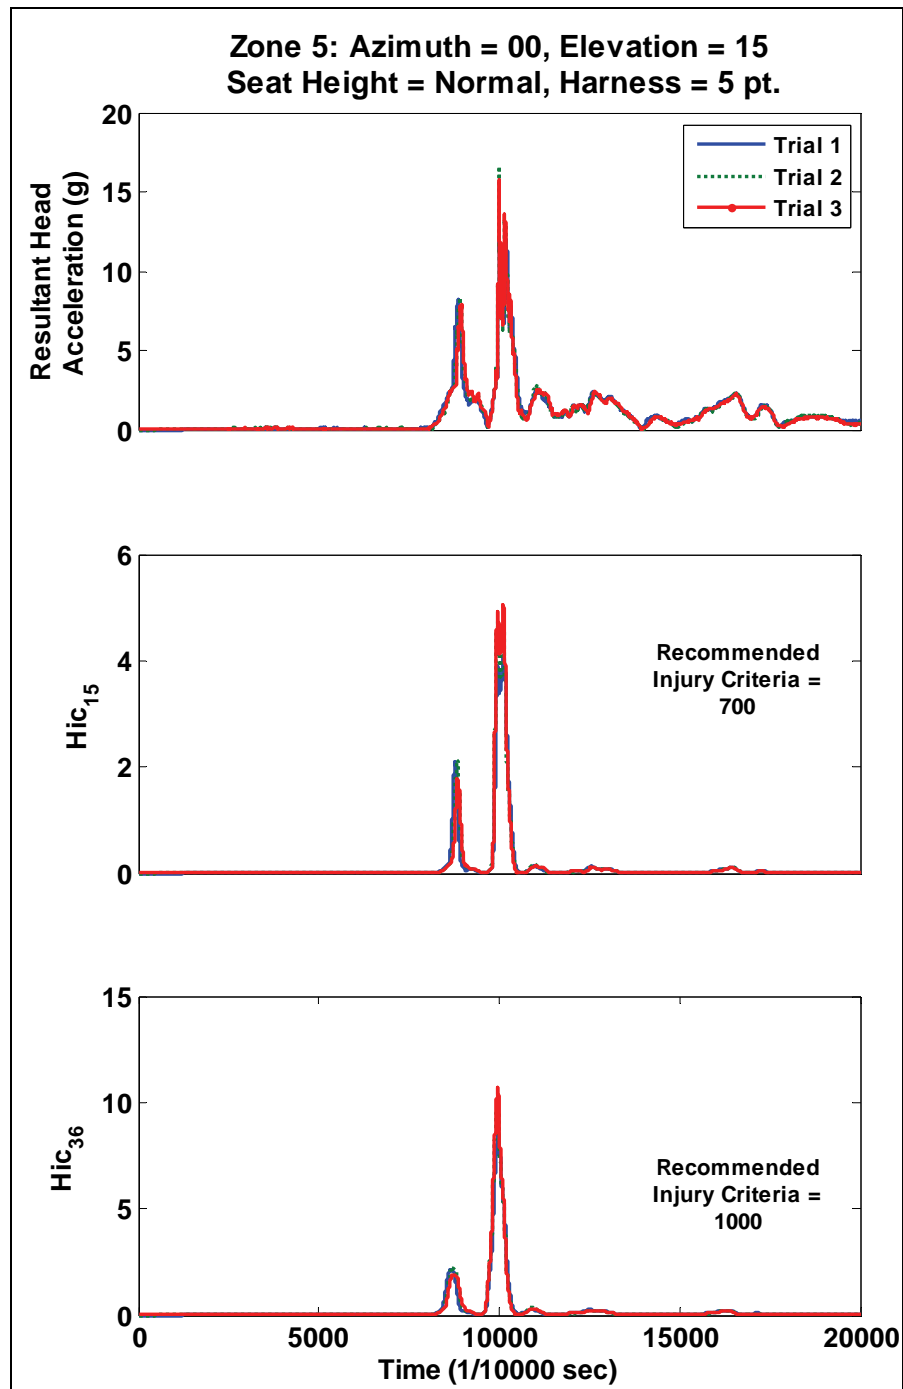 Zone 5: Azimuth = 00, Elevation = 15
Seat Height = Normal, Harness = 5 pt.
20
15
10
5
0
Resultant Head
Acceleration (g)
Trial 1
Trial 2
Trial 3
6
4
2
0
Hic15
Recommended
Injury Criteria =
700
15
10
5
0
Hic36
Recommended
Injury Criteria =
1000
0 5000 10000 15000 20000
Time (1/10000 sec)